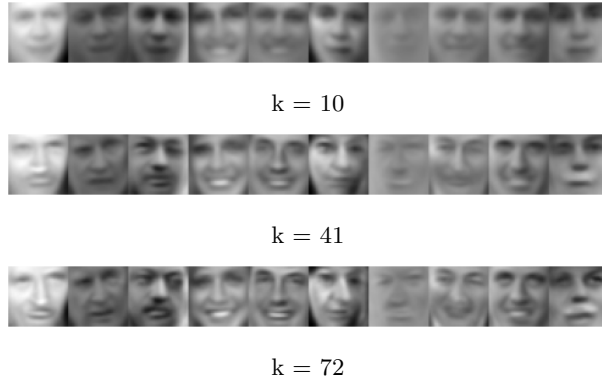 k = 10
k = 41
k = 72